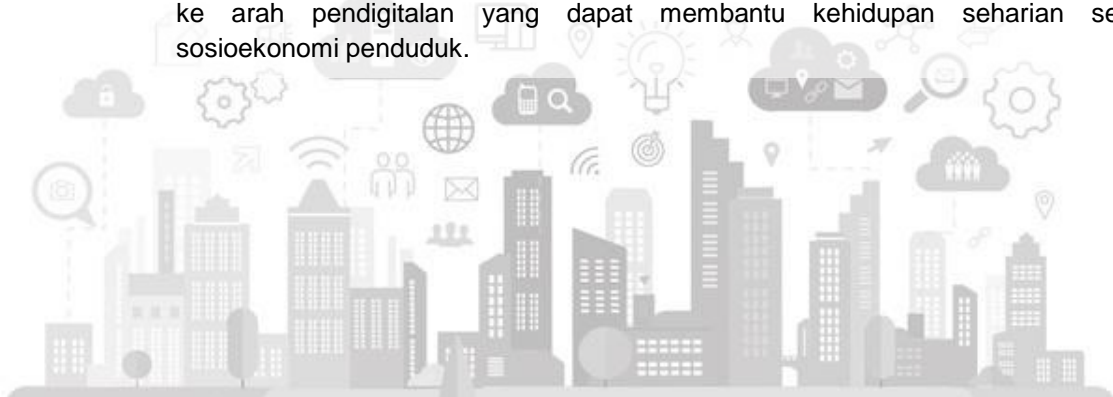 ke arah pendigitalan yang dapat membantu kehidupan seharian
sosioekonomi penduduk.